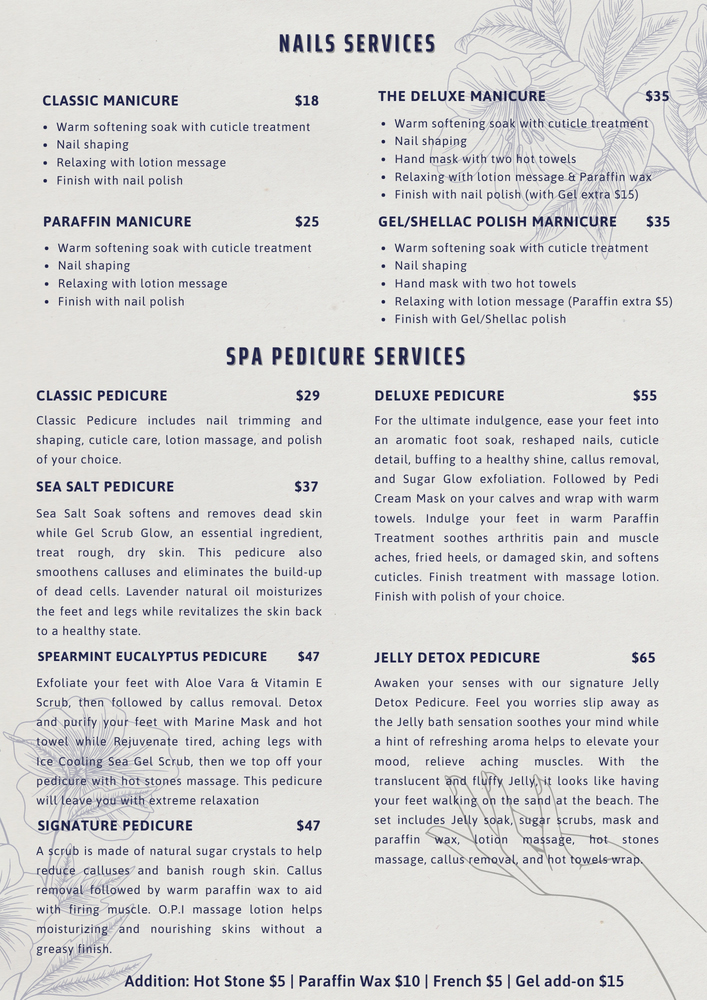 NAILS SERVICES
CLASSIC MANICURE $18
• Warm softening soak with cuticle treatment
• Nail shaping
• Relaxing with lotion message
• Finish with nail polish
THE DELUXE MANICURE $35
• Warm softening soak with cuticle treatment
• Nail shaping
• Hand mask with two hot towels
• Relaxing with lotion message & Paraffin wax
• Finish with nail polish (with Gel extra $15)
PARAFFIN MANICURE $25
• Warm softening soak with cuticle treatment
• Nail shaping
• Relaxing with lotion message
• Finish with nail polish
GEL/SHELLAC POLISH MARNICURE $35
• Warm softening soak with cuticle treatment
• Nail shaping
• Hand mask with two hot towels
• Relaxing with lotion message (Paraffin extra $5)
• Finish with Gel/Shellac polish
SPA PEDICURE SERVICES
CLASSIC PEDICURE $29
Classic Pedicure includes nail trimming and
shaping, cuticle care, lotion massage, and polish
of your choice.
SEA SALT PEDICURE $37
Sea Salt Soak softens and removes dead skin
while Gel Scrub Glow, an essential ingredient,
treat rough, dry skin. This pedicure also
smoothens calluses and eliminates the build-up
of dead cells. Lavender natural oil moisturizes
the feet and legs while revitalizes the skin back
to a healthy state.
SPEARMINT EUCALYPTUS PEDICURE $47
Exfoliate your feet with Aloe Vara & Vitamin E
Scrub, then followed by callus removal. Detox
and purify your feet with Marine Mask and hot
towel while Rejuvenate tired, aching legs with
Ice Cooling Sea Gel Scrub, then we top off your
pedicure with hot stones massage. This pedicure
will leave you with extreme relaxation
SIGNATURE PEDICURE $47
A scrub is made of natural sugar crystals to help
reduce calluses and banish rough skin. Callus
removal followed by warm paraffin wax to aid
with firing muscle. O.P.I massage lotion helps
moisturizing and nourishing skins without a
greasy finish.
DELUXE PEDICURE $55
For the ultimate indulgence, ease your feet into
an aromatic foot soak, reshaped nails, cuticle
detail, buffing to a healthy shine, callus removal,
and Sugar Glow exfoliation. Followed by Pedi
Cream Mask on your calves and wrap with warm
towels. Indulge your feet in warm Paraffin
Treatment soothes arthritis pain and muscle
aches, fried heels, or damaged skin, and softens
cuticles. Finish treatment with massage lotion.
Finish with polish of your choice.
JELLY DETOX PEDICURE $65
Awaken your senses with our signature Jelly
Detox Pedicure. Feel you worries slip away as
the Jelly bath sensation soothes your mind while
a hint of refreshing aroma helps to elevate your
mood, relieve aching muscles. With the
translucent and fluffy Jelly, it looks like having
your feet walking on the sand at the beach. The
set includes Jelly soak, sugar scrubs, mask and
paraffin wax, lotion massage, hot stones
massage, callus removal, and hot towels wrap.
Addition: Hot Stone $5 | Paraffin Wax $10 | French $5 | Gel add-on $15